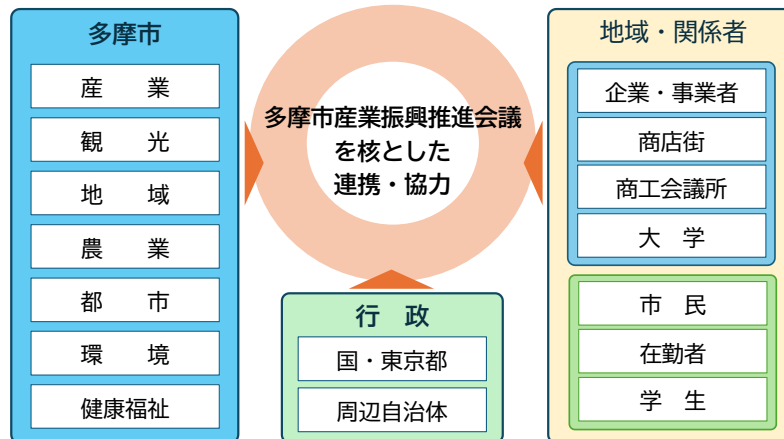 多摩市
産　業
観　光
地　域
農　業
都　市
環　境
健康福祉
多摩市産業振興推進会議
を核とした
連携・協力
行　政
国・東京都
周辺自治体
地域・関係者
企業・事業者
商店街
商工会議所
大　学
市　民
在勤者
学　生